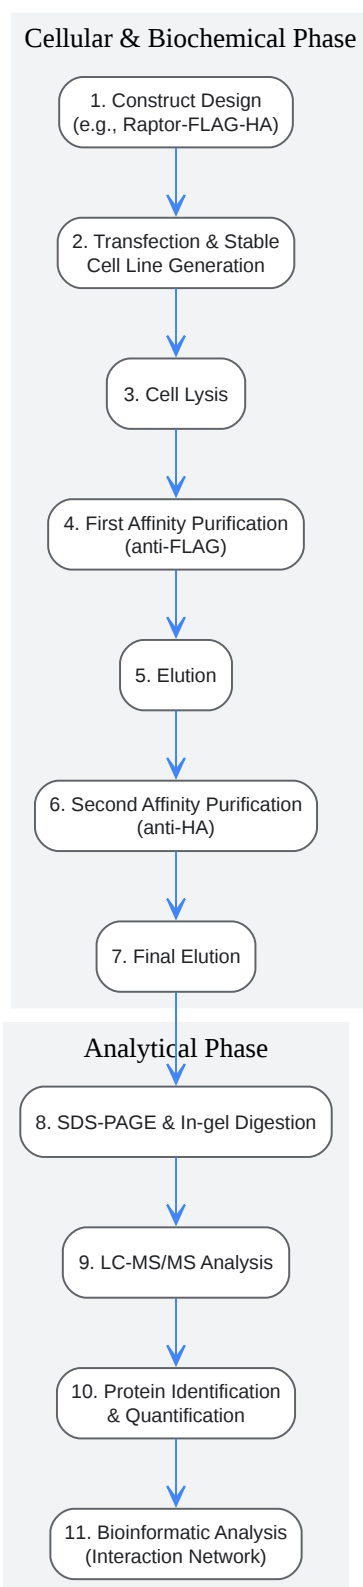 Cellular & Biochemical Phase
1. Construct Design
(e.g., Raptor-FLAG-HA)
2. Transfection & Stable
Cell Line Generation
3. Cell Lysis
4. First Affinity Purification
(anti-FLAG)
5. Elution
6. Second Affinity Purification
(anti-HA)
7. Final Elution
Analytical Phase
8. SDS-PAGE & In-gel Digestion
9. LC-MS/MS Analysis
10. Protein Identification
& Quantification
11. Bioinformatic Analysis
(Interaction Network)